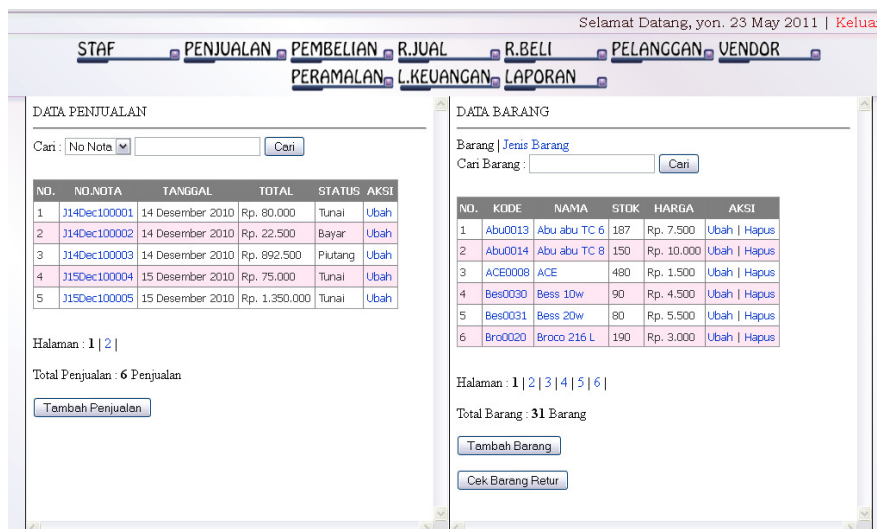 Selamat Datang, yon. 23 May 2011 | Kelua
STAF PENJUALAN PEMBELIAN R.JUAL R.BELI PELANGGAN VENDOR
PERAMALAN L.KEUANGAN LAPORAN
DATA PENJUALAN
Cari : No Nota Cari
NO. NO.NOTA TANGGAL TOTAL STATUS AKSI
1 J14Dec100001 14 Desember 2010 Rp. 80.000 Tunai Ubah
2 J14Dec100002 14 Desember 2010 Rp. 22.500 Bayar Ubah
3 J14Dec100003 14 Desember 2010 Rp. 892.500 Piutang Ubah
4 J15Dec100004 15 Desember 2010 Rp. 75.000 Tunai Ubah
5 J15Dec100005 15 Desember 2010 Rp. 1.350.000 Tunai Ubah
Halaman : 1 | 2 |
Total Penjualan : 6 Penjualan
Tambah Penjualan
DATA BARANG
Barang | Jenis Barang
Cari Barang : Cari
NO. KODE NAMA STOK HARGA AKSI
1 Abu0013 Abu abu TC 6 187 Rp. 7.500 Ubah | Hapus
2 Abu0014 Abu abu TC 8 150 Rp. 10.000 Ubah | Hapus
3 ACE0008 ACE 480 Rp. 1.500 Ubah | Hapus
4 Bes0030 Bess 10w 90 Rp. 4.500 Ubah | Hapus
5 Bes0031 Bess 20w 80 Rp. 5.500 Ubah | Hapus
6 Bro0020 Broco 216 L 190 Rp. 3.000 Ubah | Hapus
Halaman : 1 | 2 | 3 | 4 | 5 | 6 |
Total Barang : 31 Barang
Tambah Barang
Cek Barang Retur